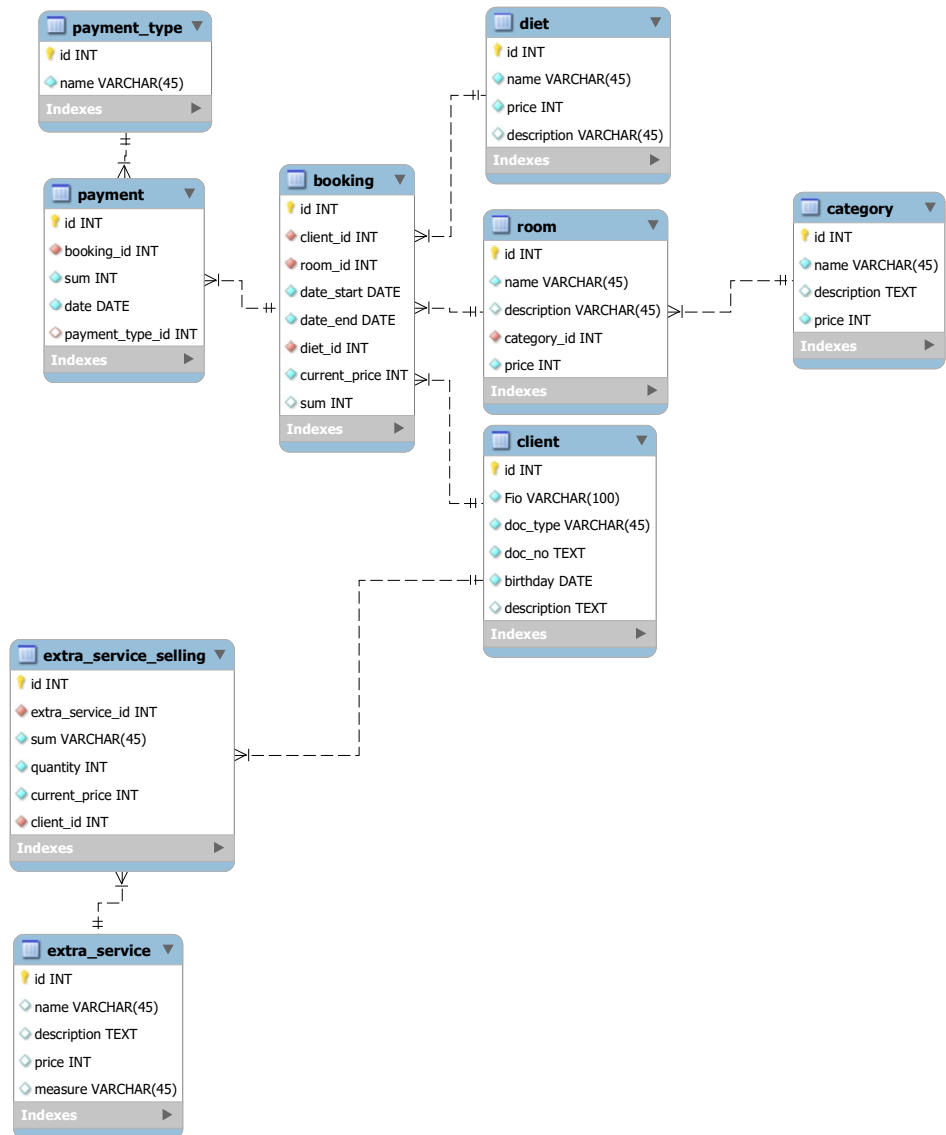 payment_type
id INT
name VARCHAR(45)
Indexes
payment
id INT
booking_id INT
sum INT
date DATE
payment_type_id INT
Indexes
booking
id INT
client_id INT
room_id INT
date_start DATE
date_end DATE
diet_id INT
current_price INT
sum INT
Indexes
diet
id INT
name VARCHAR(45)
price INT
description VARCHAR(45)
Indexes
room
id INT
name VARCHAR(45)
description VARCHAR(45)
category_id INT
price INT
Indexes
category
id INT
name VARCHAR(45)
description TEXT
price INT
Indexes
client
id INT
Fio VARCHAR(100)
doc_type VARCHAR(45)
doc_no TEXT
birthday DATE
description TEXT
Indexes
extra_service_selling
id INT
extra_service_id INT
sum VARCHAR(45)
quantity INT
current_price INT
client_id INT
Indexes
extra_service
id INT
name VARCHAR(45)
description TEXT
price INT
measure VARCHAR(45)
Indexes